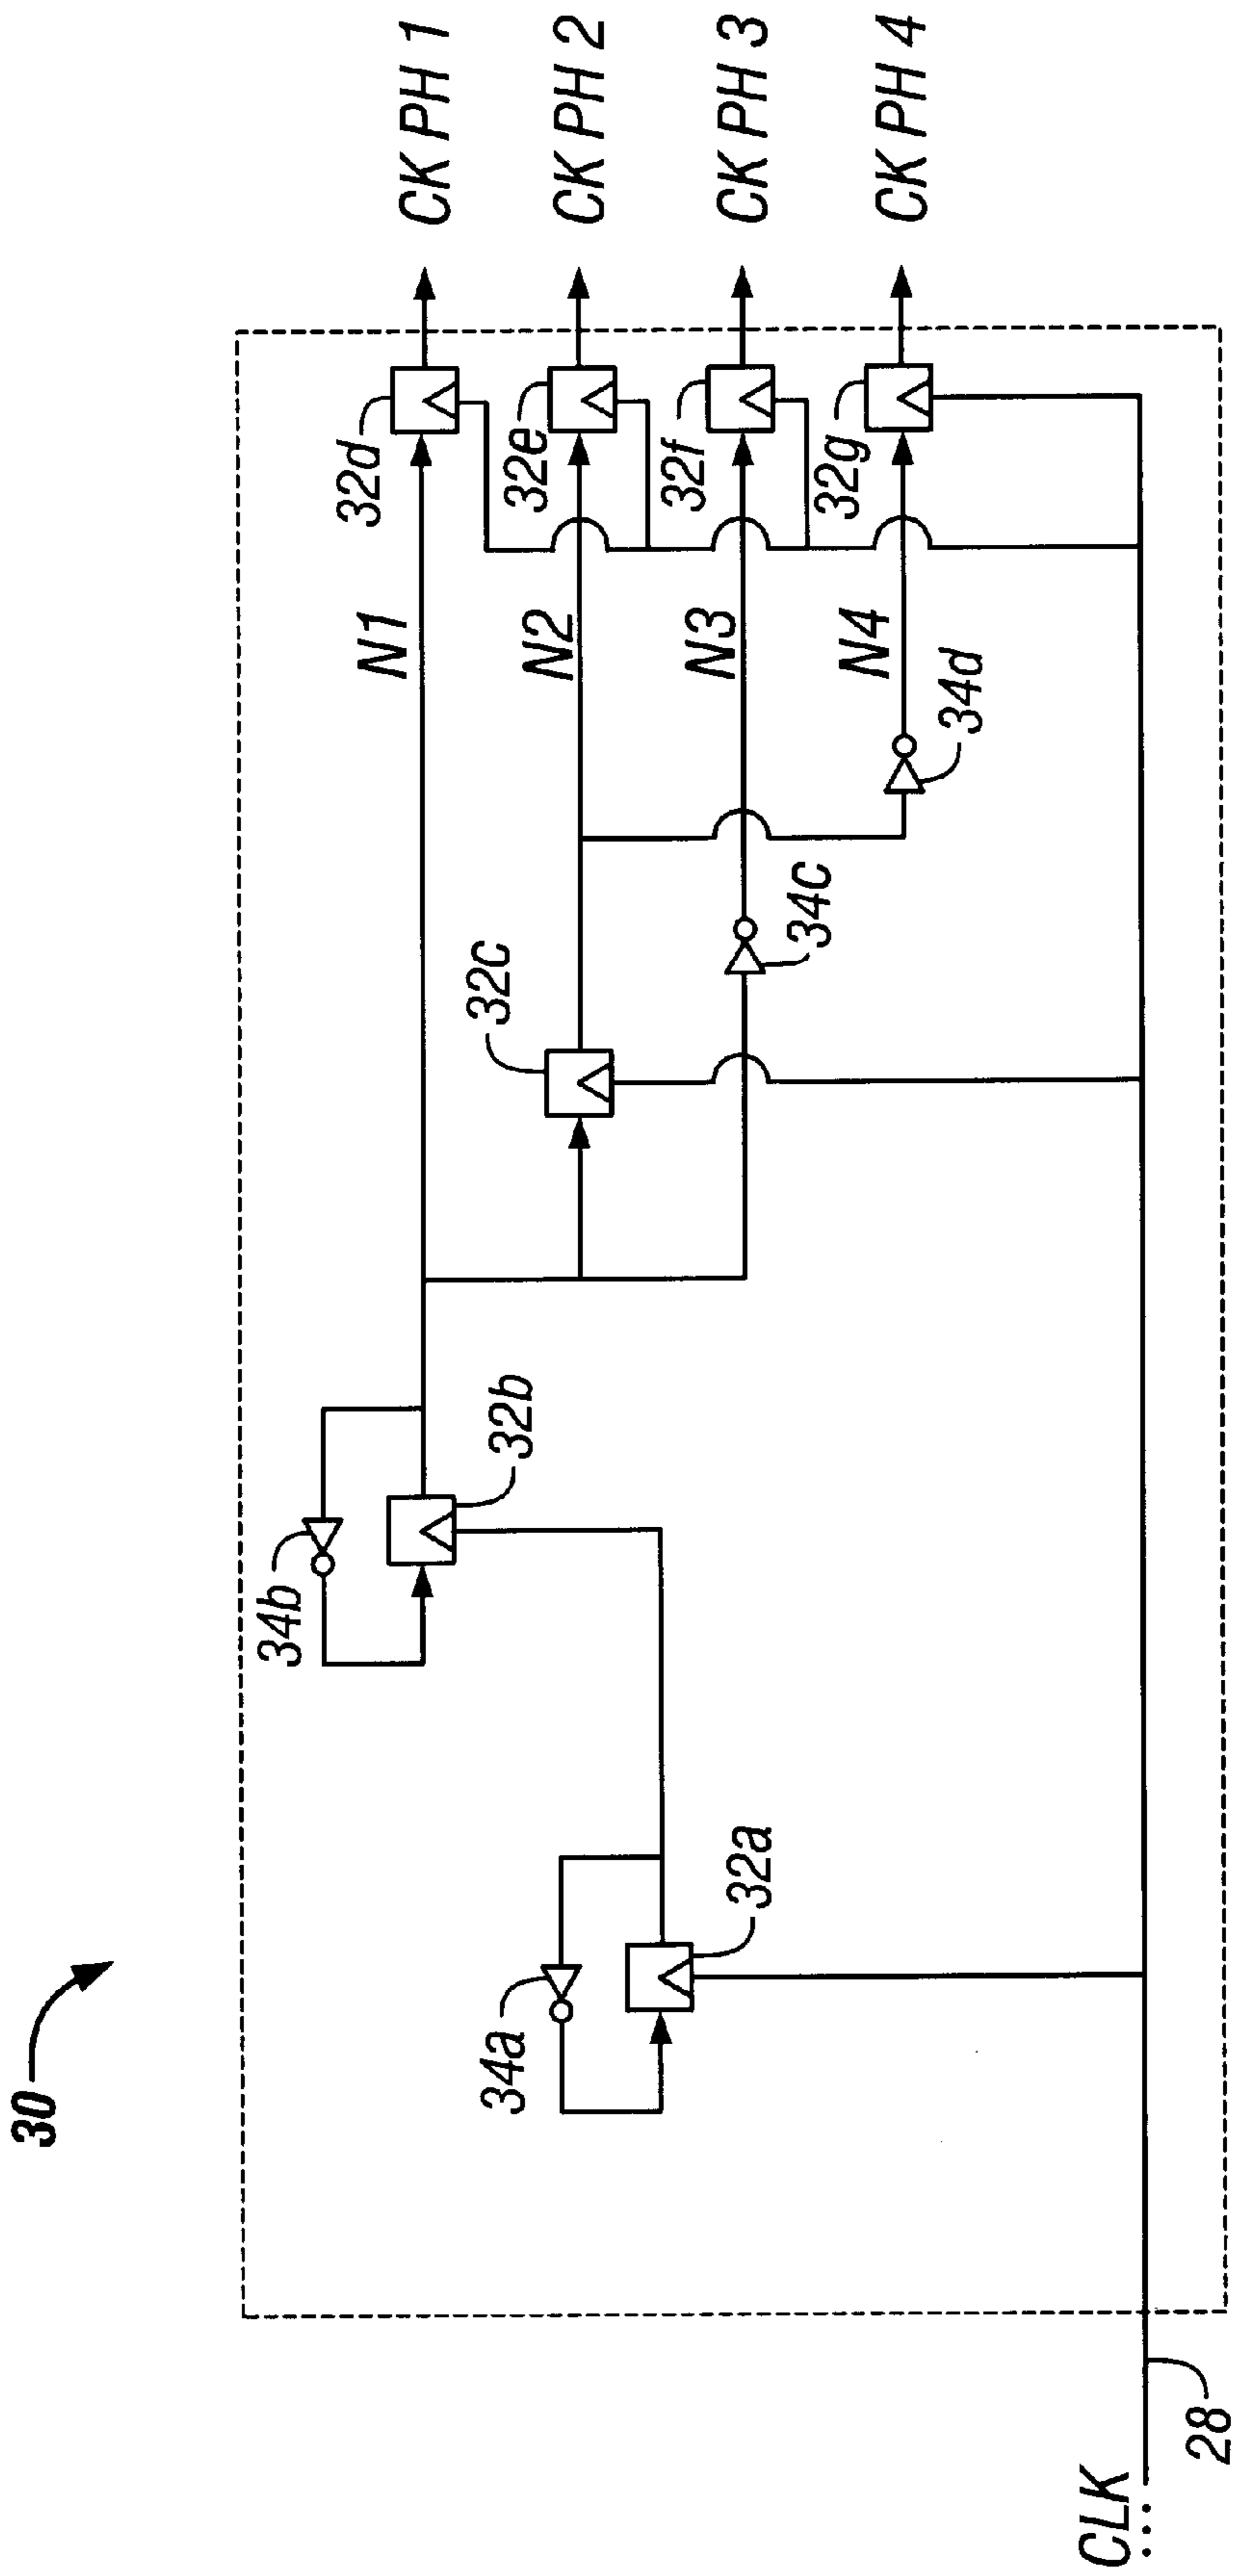 30
CK PH 1
CK PH 2
CK PH 3
CK PH 4
32d
32e
32f
32g
N1
N2
N3
N4
34d
34c
32c
34b
32b
34a
32a
CLK
28